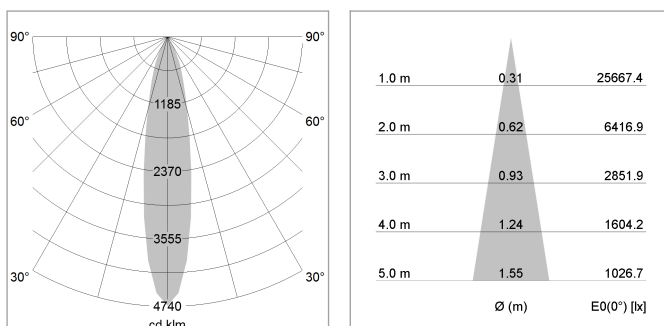 90° 90°
1185
60° 60°
2370
3555
30° 30°
4740
cd klm
1.0 m 0.31 25667.4
2.0 m 0.62 6416.9
3.0 m 0.93 2851.9
4.0 m 1.24 1604.2
5.0 m 1.55 1026.7
Ø (m) E0(0°) [lx]